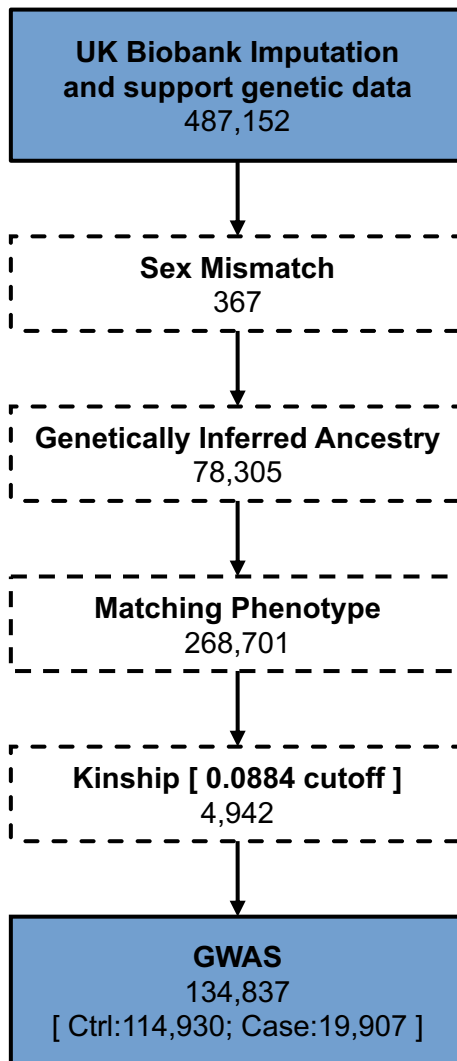 UK Biobank Imputation
and support genetic data
487,152
Sex Mismatch
367
Genetically Inferred Ancestry
78,305
Matching Phenotype
268,701
Kinship [ 0.0884 cutoff ]
4,942
GWAS
134,837
[ Ctrl:114,930; Case:19,907 ]